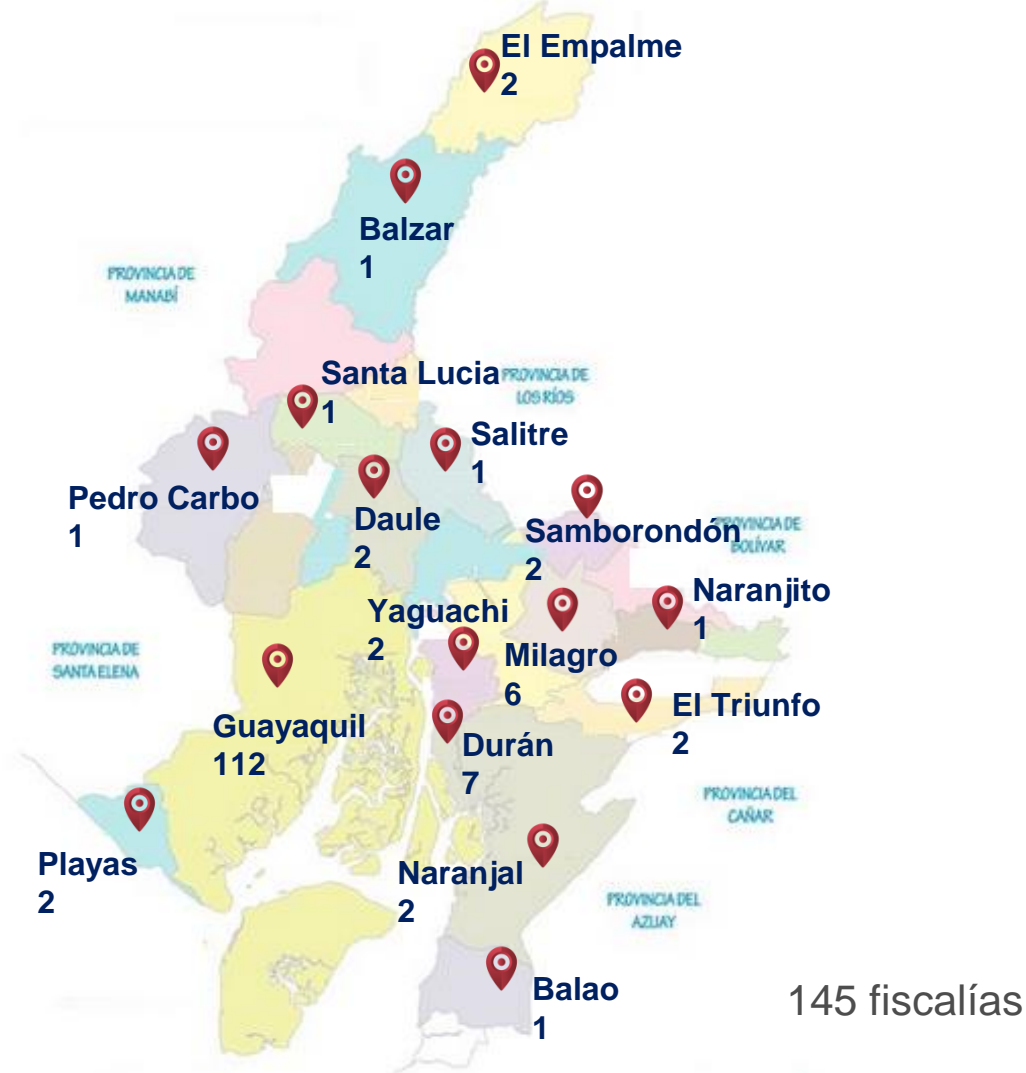 El Empalme
2
Balzar
1
PROVINCIA DE
MANABÍ
Santa Lucia
1
PROVINCIA DE
LOS RÍOS
Salitre
1
Pedro Carbo
1
Daule
2
Samborondón
2
PROVINCIA DE
BOLÍVAR
Naranjito
1
Yaguachi
2
Milagro
6
PROVINCIA DE
SANTA ELENA
El Triunfo
2
Guayaquil
112
Durán
7
PROVINCIA DEL
CAÑAR
Playas
2
Naranjal
2
PROVINCIA DEL
AZUAY
Balao
1
145 fiscalías